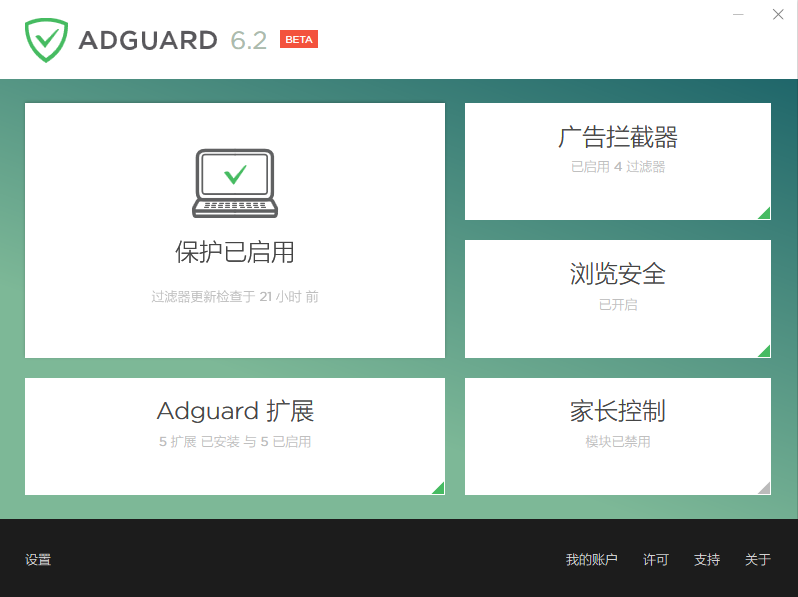 ADGUARD 6.2 BETA
保护已启用
过滤器更新检查于 21 小时 前
广告拦截器
已启用 4 过滤器
浏览安全
已开启
Adguard 扩展
5 扩展 已安装 与 5 已启用
家长控制
模块已禁用
设置 我的账户 许可 支持 关于